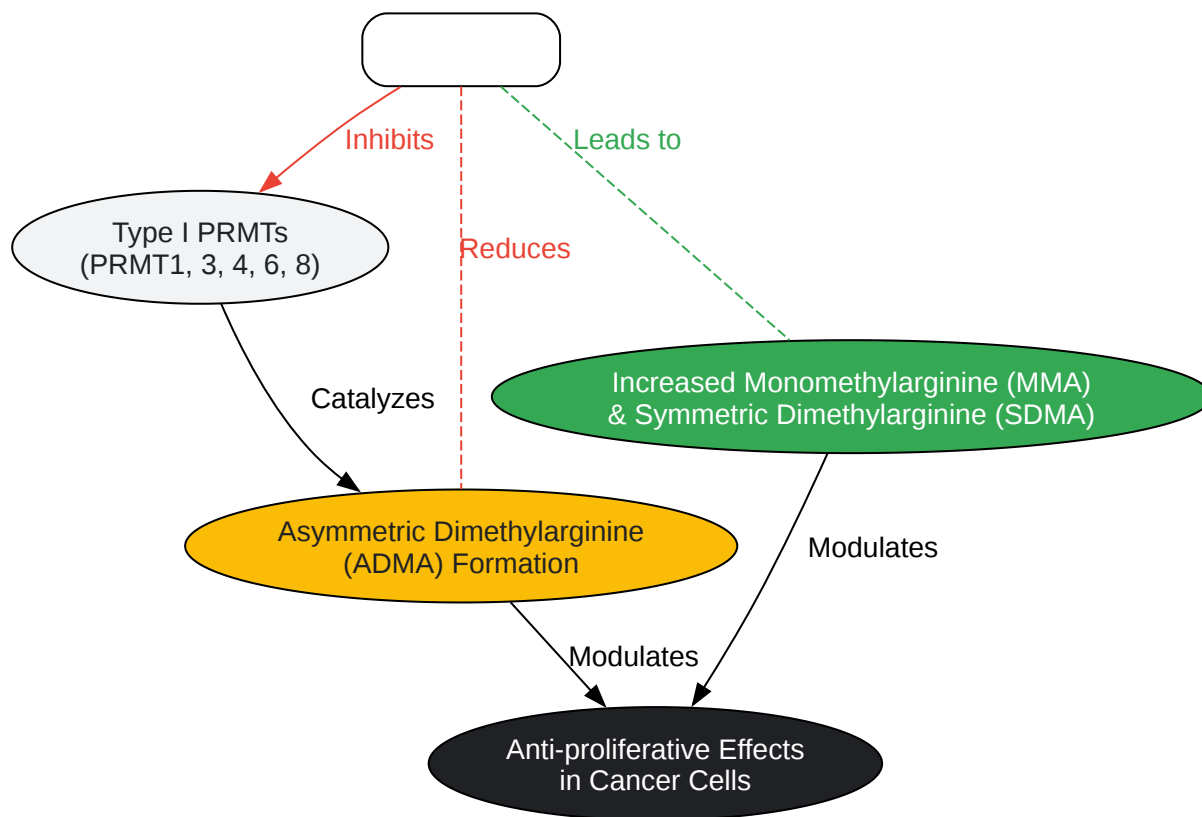 Inhibits
Leads to
Type I PRMTs
(PRMT1, 3, 4, 6, 8)
Reduces
Increased Monomethylarginine (MMA)
& Symmetric Dimethylarginine (SDMA)
Catalyzes
Asymmetric Dimethylarginine
(ADMA) Formation
Modulates
Modulates
Anti-proliferative Effects
in Cancer Cells